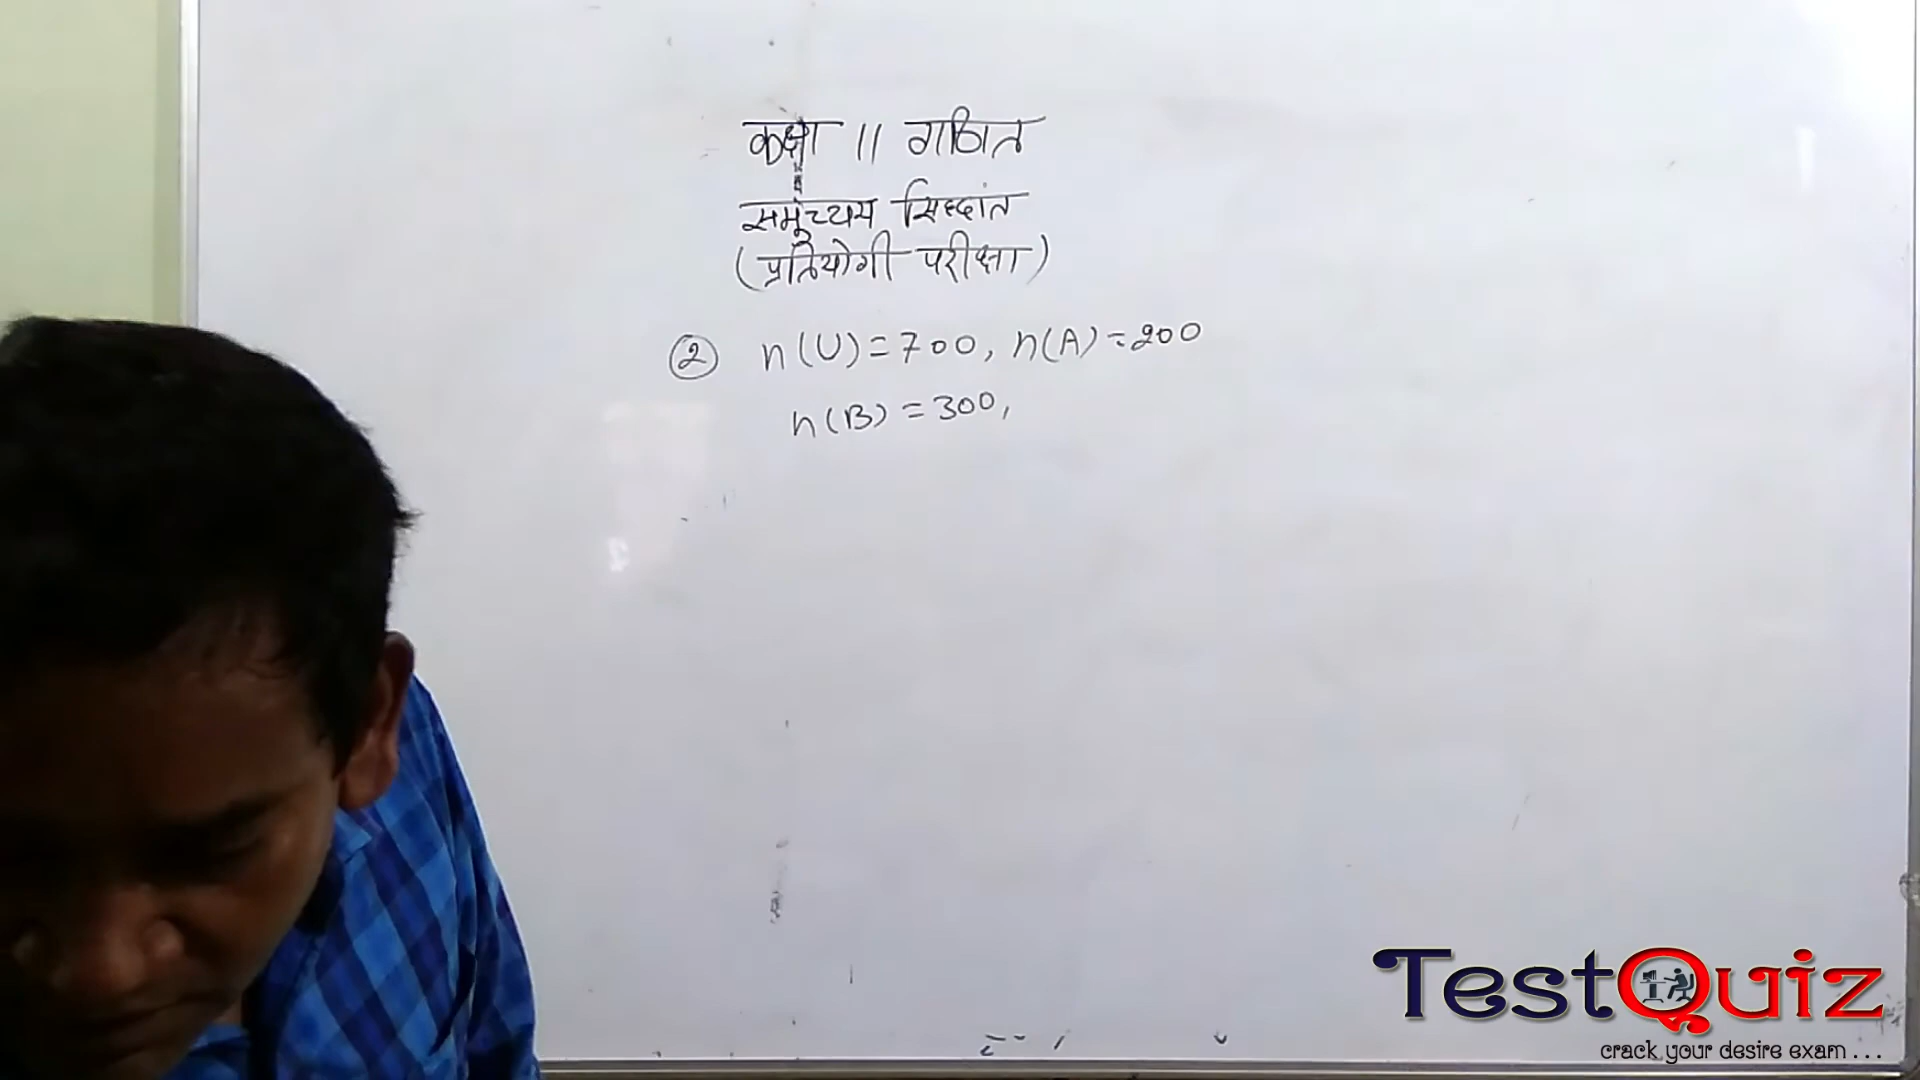 कक्षा 11 गणित
समुच्चय सिद्धांत
(प्रतियोगी परीक्षा)
② n(U)=700, n(A)=200
n(B)=300,
TestQuiz
crack your desire exam...